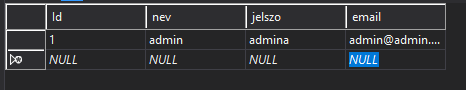 Id nev jelszo email
1 admin admina admin@admin....
NULL NULL NULL NULL